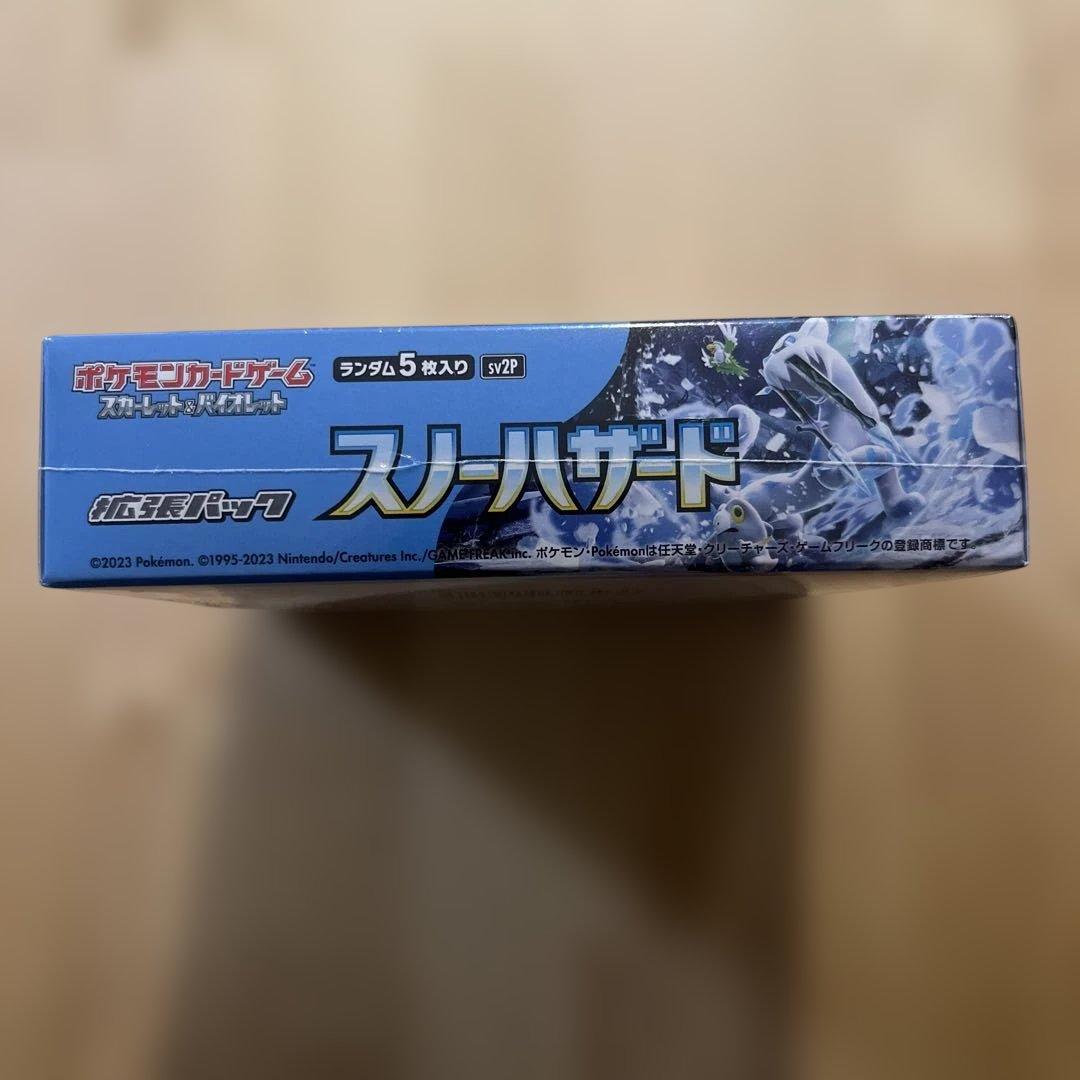 ポケモンカードゲーム™
スカーレット&バイオレット
ランダム5枚入り SV2P
スノーハザード
拡張パック
©2023 Pokémon. ©1995-2023 Nintendo/Creatures Inc./GAME FREAK inc. ポケモン・Pokémonは任天堂・クリーチャーズ・ゲームフリークの登録商標です。